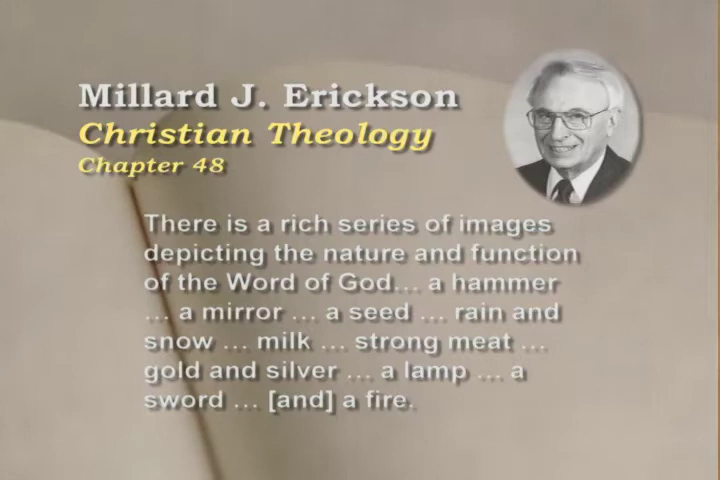 Millard J. Erickson
Christian Theology
Chapter 48
There is a rich series of images
depicting the nature and function
of the Word of God… a hammer
… a mirror … a seed … rain and
snow … milk … strong meat …
gold and silver … a lamp … a
sword … [and] a fire.